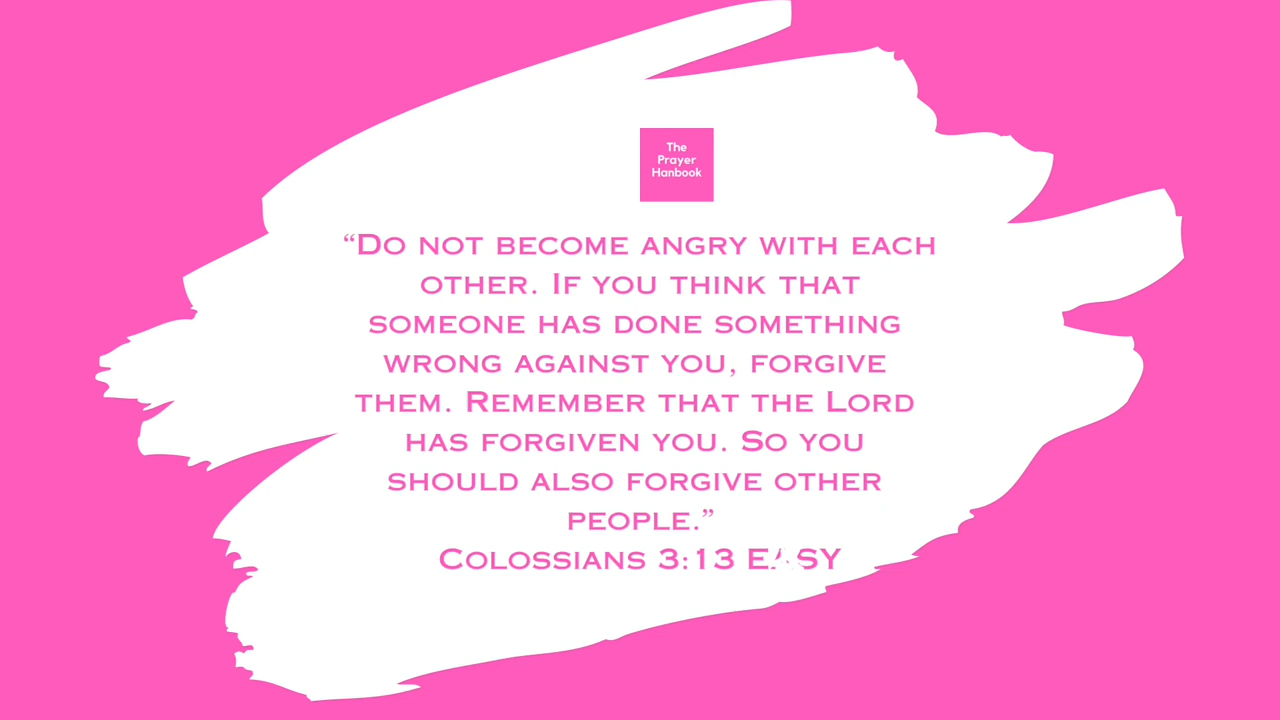 The
Prayer
Hanbook
“Do not become angry with each
other. If you think that
someone has done something
wrong against you, forgive
them. Remember that the Lord
has forgiven you. So you
should also forgive other
people.”
Colossians 3:13 EASY